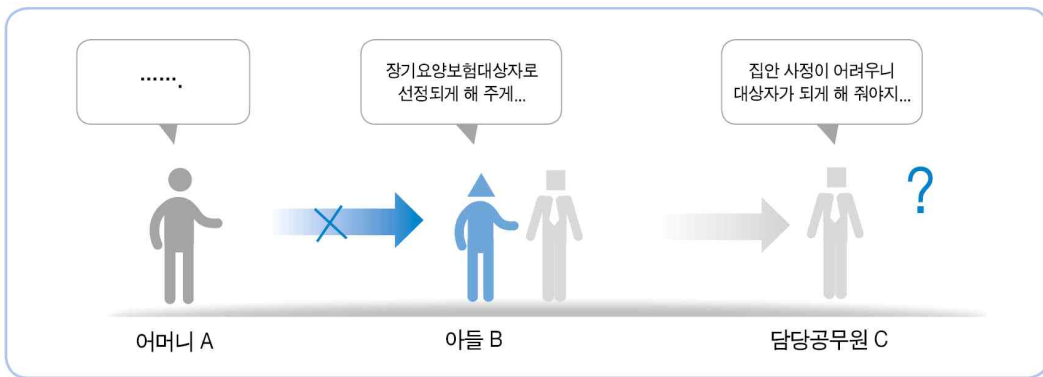 …….
장기요양보험대상자로
선정되게 해 주게...
집안 사정이 어려우니
대상자가 되게 해 줘야지...
?
어머니 A
아들 B
담당공무원 C